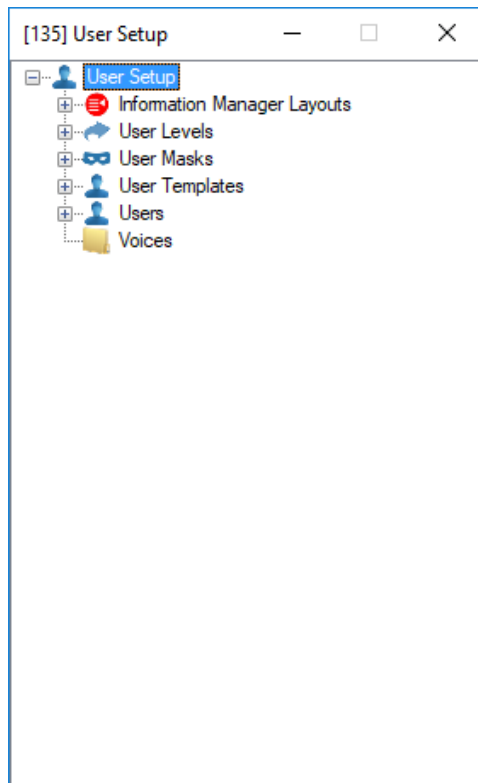 [135] User Setup
User Setup
Information Manager Layouts
User Levels
User Masks
User Templates
Users
Voices